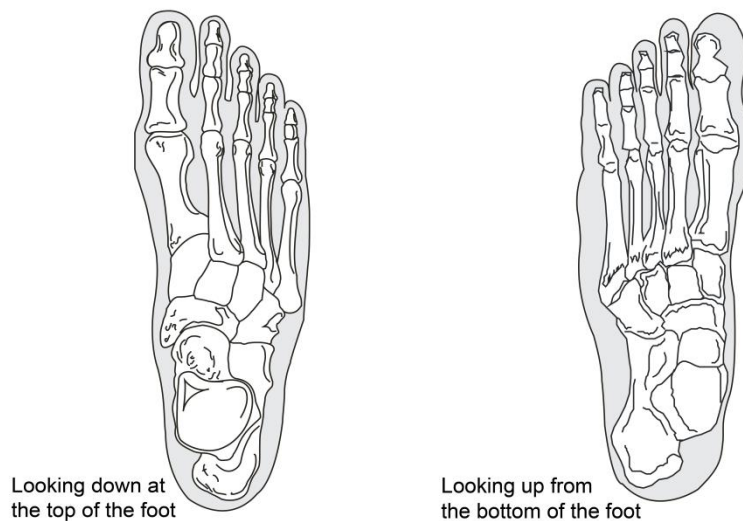 Looking down at
the top of the foot
Looking up from
the bottom of the foot